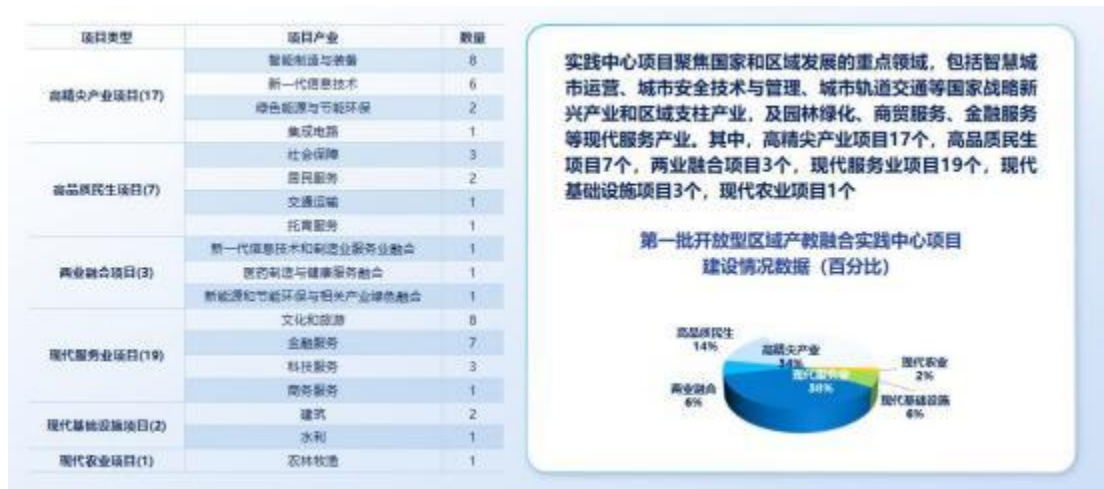 项目类型 项目产业 数量
高精尖产业项目(17)
智能制造与装备 8
新一代信息技术 6
绿色能源与节能环保 2
集成电路 1
高品质民生项目(7)
社会保障 3
居民服务 2
交通运输 1
托育服务 1
两业融合项目(3)
新一代信息技术和制造业服务业融合 1
医药制造与健康服务融合 1
新能源和节能环保与相关产业绿色融合 1
现代服务业项目(19)
文化和旅游 8
金融服务 7
科技服务 3
商务服务 1
现代基础设施项目(2)
建筑 2
水利 1
现代农业项目(1)
农林牧渔 1
实践中心项目聚焦国家和区域发展的重点领域，包括智慧城
市运营、城市安全技术与管理、城市轨道交通等国家战略新
兴产业和区域支柱产业，及园林绿化、商贸服务、金融服务
等现代服务产业。其中，高精尖产业项目17个，高品质民生
项目7个，两业融合项目3个，现代服务业项目19个，现代
基础设施项目3个，现代农业项目1个
第一批开放型区域产教融合实践中心项目
建设情况数据（百分比）
高品质民生
14%
高精尖产业
34%
现代服务业
38%
现代农业
2%
两业融合
6%
现代基础设施
6%